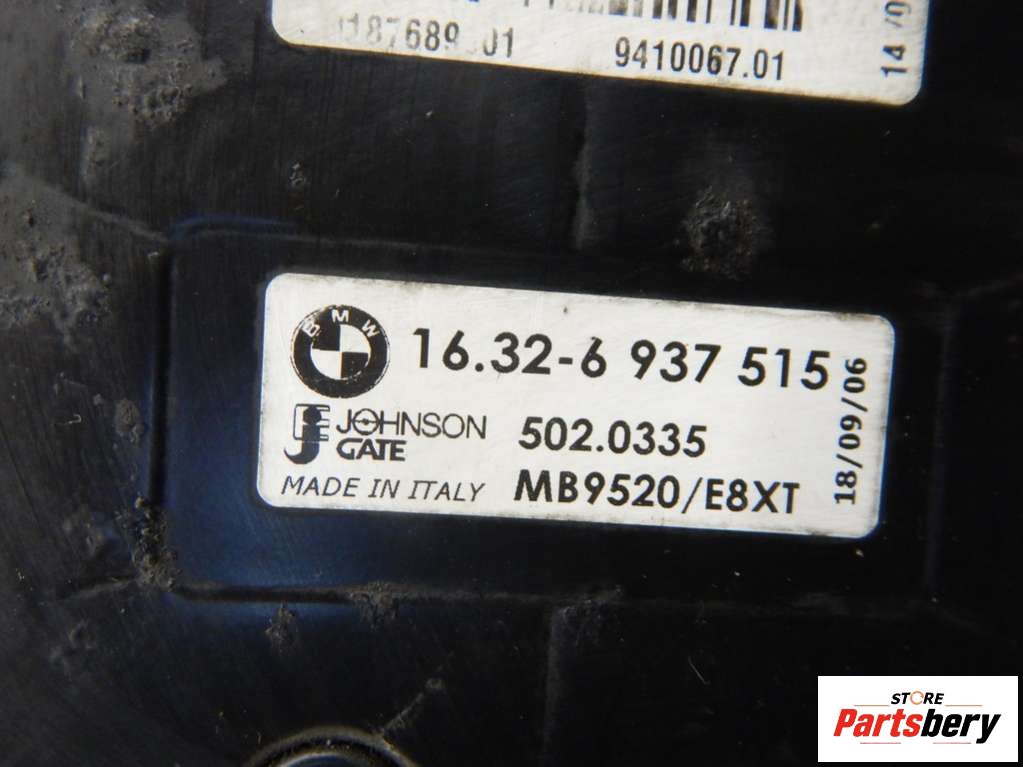 9410067.01
BMW
16.32-6 937 515
JOHNSON
GATE
502.0335
MADE IN ITALY
MB9520/E8XT
18/09/06
STORE
Partsbery